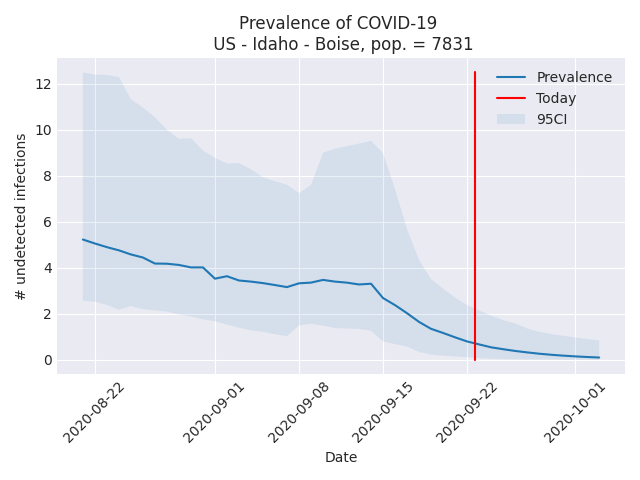 Prevalence of COVID-19
US - Idaho - Boise, pop. = 7831
Prevalence
Today
95CI
# undetected infections
12
10
8
6
4
2
0
2020-08-22
2020-09-01
2020-09-08
2020-09-15
2020-09-22
2020-10-01
Date